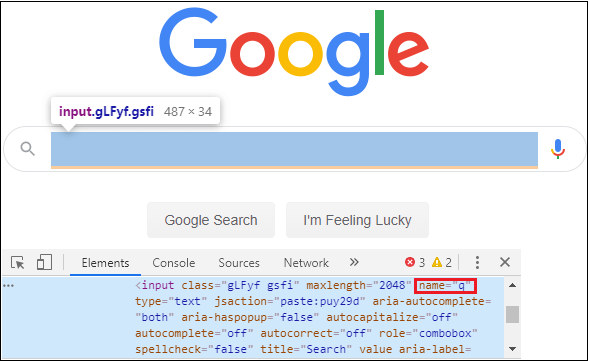 Google
input.gLFyf.gsfi 487 × 34
Google Search I'm Feeling Lucky
Elements Console Sources Network » 3 2
... <input class="gLFyf gsfi" maxlength="2048" name="q"
type="text" jsaction="paste:puy29d" aria-autocomplete=
"both" aria-haspopup="false" autocapitalize="off"
autocomplete="off" autocorrect="off" role="combobox"
spellcheck="false" title="Search" value aria-label=